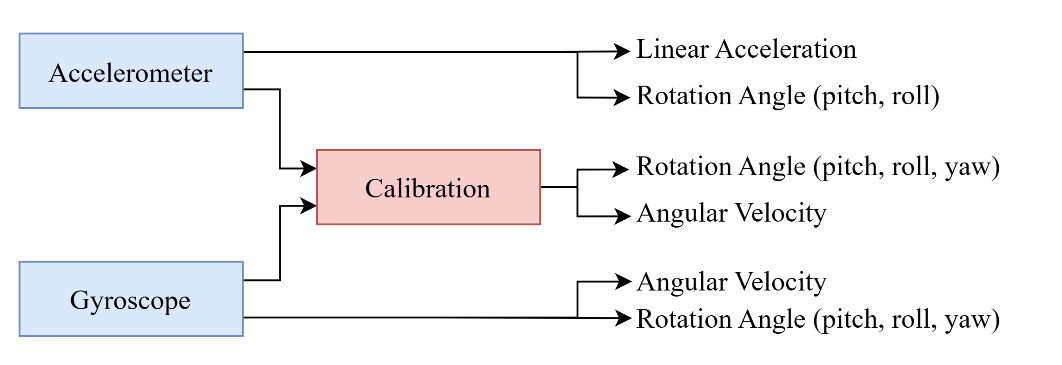 Accelerometer
Linear Acceleration
Rotation Angle (pitch, roll)
Calibration
Rotation Angle (pitch, roll, yaw)
Angular Velocity
Gyroscope
Angular Velocity
Rotation Angle (pitch, roll, yaw)